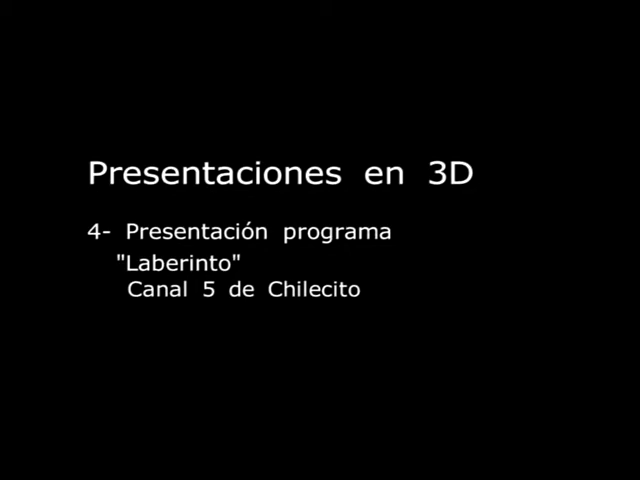 Presentaciones en 3D
4- Presentación programa
"Laberinto"
Canal 5 de Chilecito